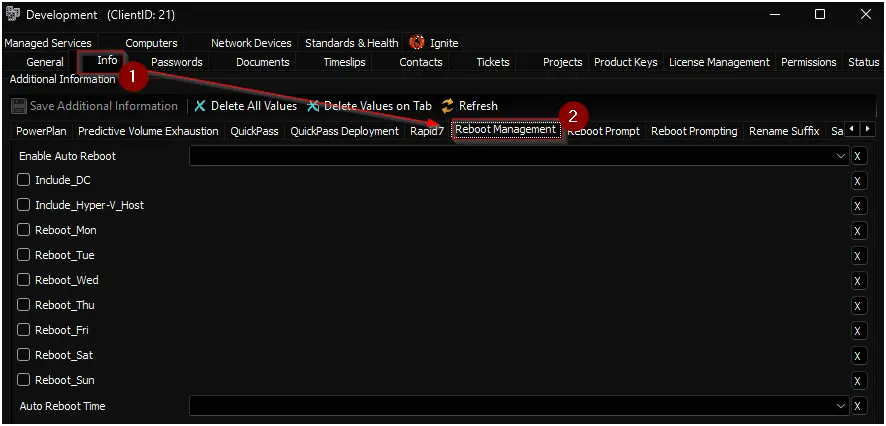 Development (ClientID: 21)
Managed Services Computers Network Devices Standards & Health Ignite
General Info Passwords Documents Timeslips Contacts Tickets Projects Product Keys License Management Permissions Status
Additional Information 1
Save Additional Information Delete All Values Delete Values on Tab Refresh 2
PowerPlan Predictive Volume Exhaustion QuickPass QuickPass Deployment Rapid7 Reboot Management Reboot Prompt Reboot Prompting Rename Suffix Sa
Enable Auto Reboot X
Include_DC X
Include_Hyper-V_Host X
Reboot_Mon X
Reboot_Tue X
Reboot_Wed X
Reboot_Thu X
Reboot_Fri X
Reboot_Sat X
Reboot_Sun X
Auto Reboot Time X